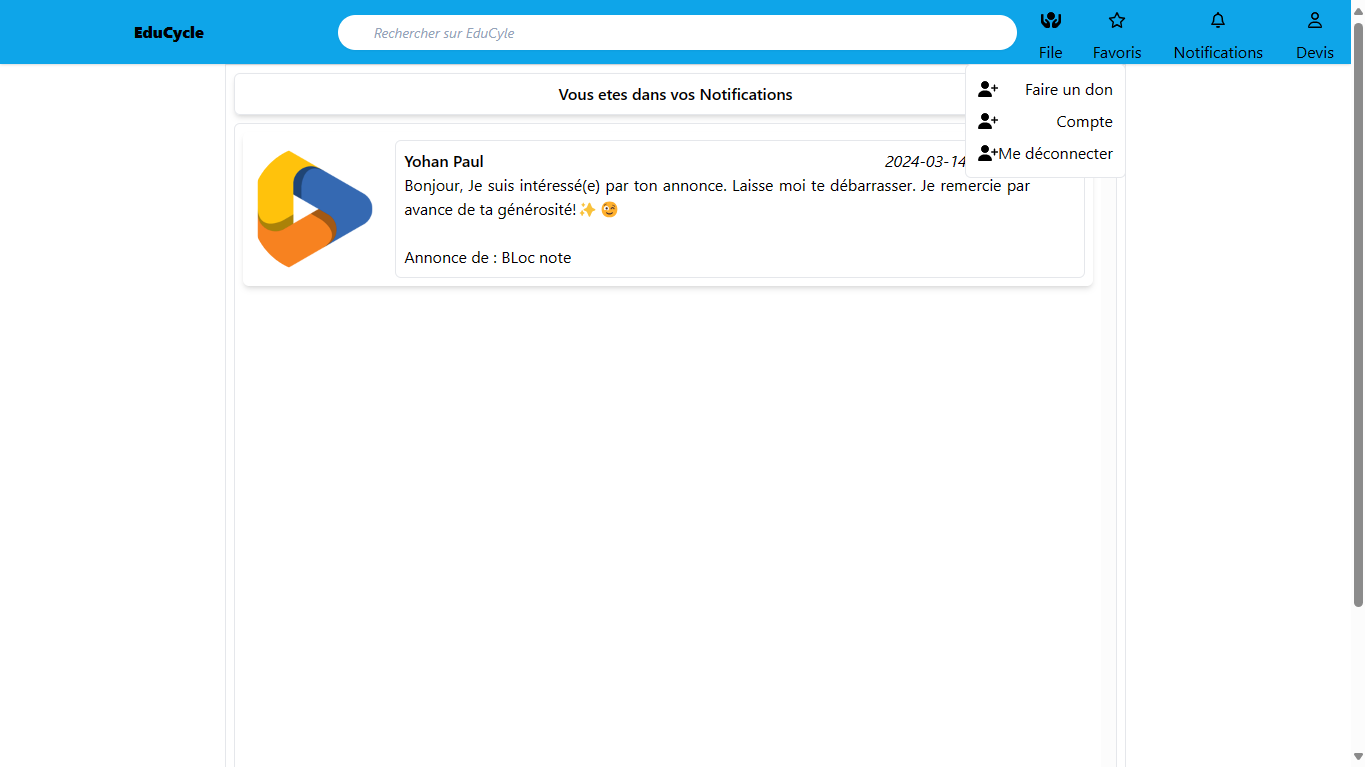 EduCycle
Rechercher sur EduCyle
File
Favoris
Notifications
Devis
Faire un don
Compte
Me déconnecter
Vous etes dans vos Notifications
Yohan Paul
2024-03-14
Bonjour, Je suis intéressé(e) par ton annonce. Laisse moi te débarrasser. Je remercie par
avance de ta générosité!✨ 😉
Annonce de : BLoc note